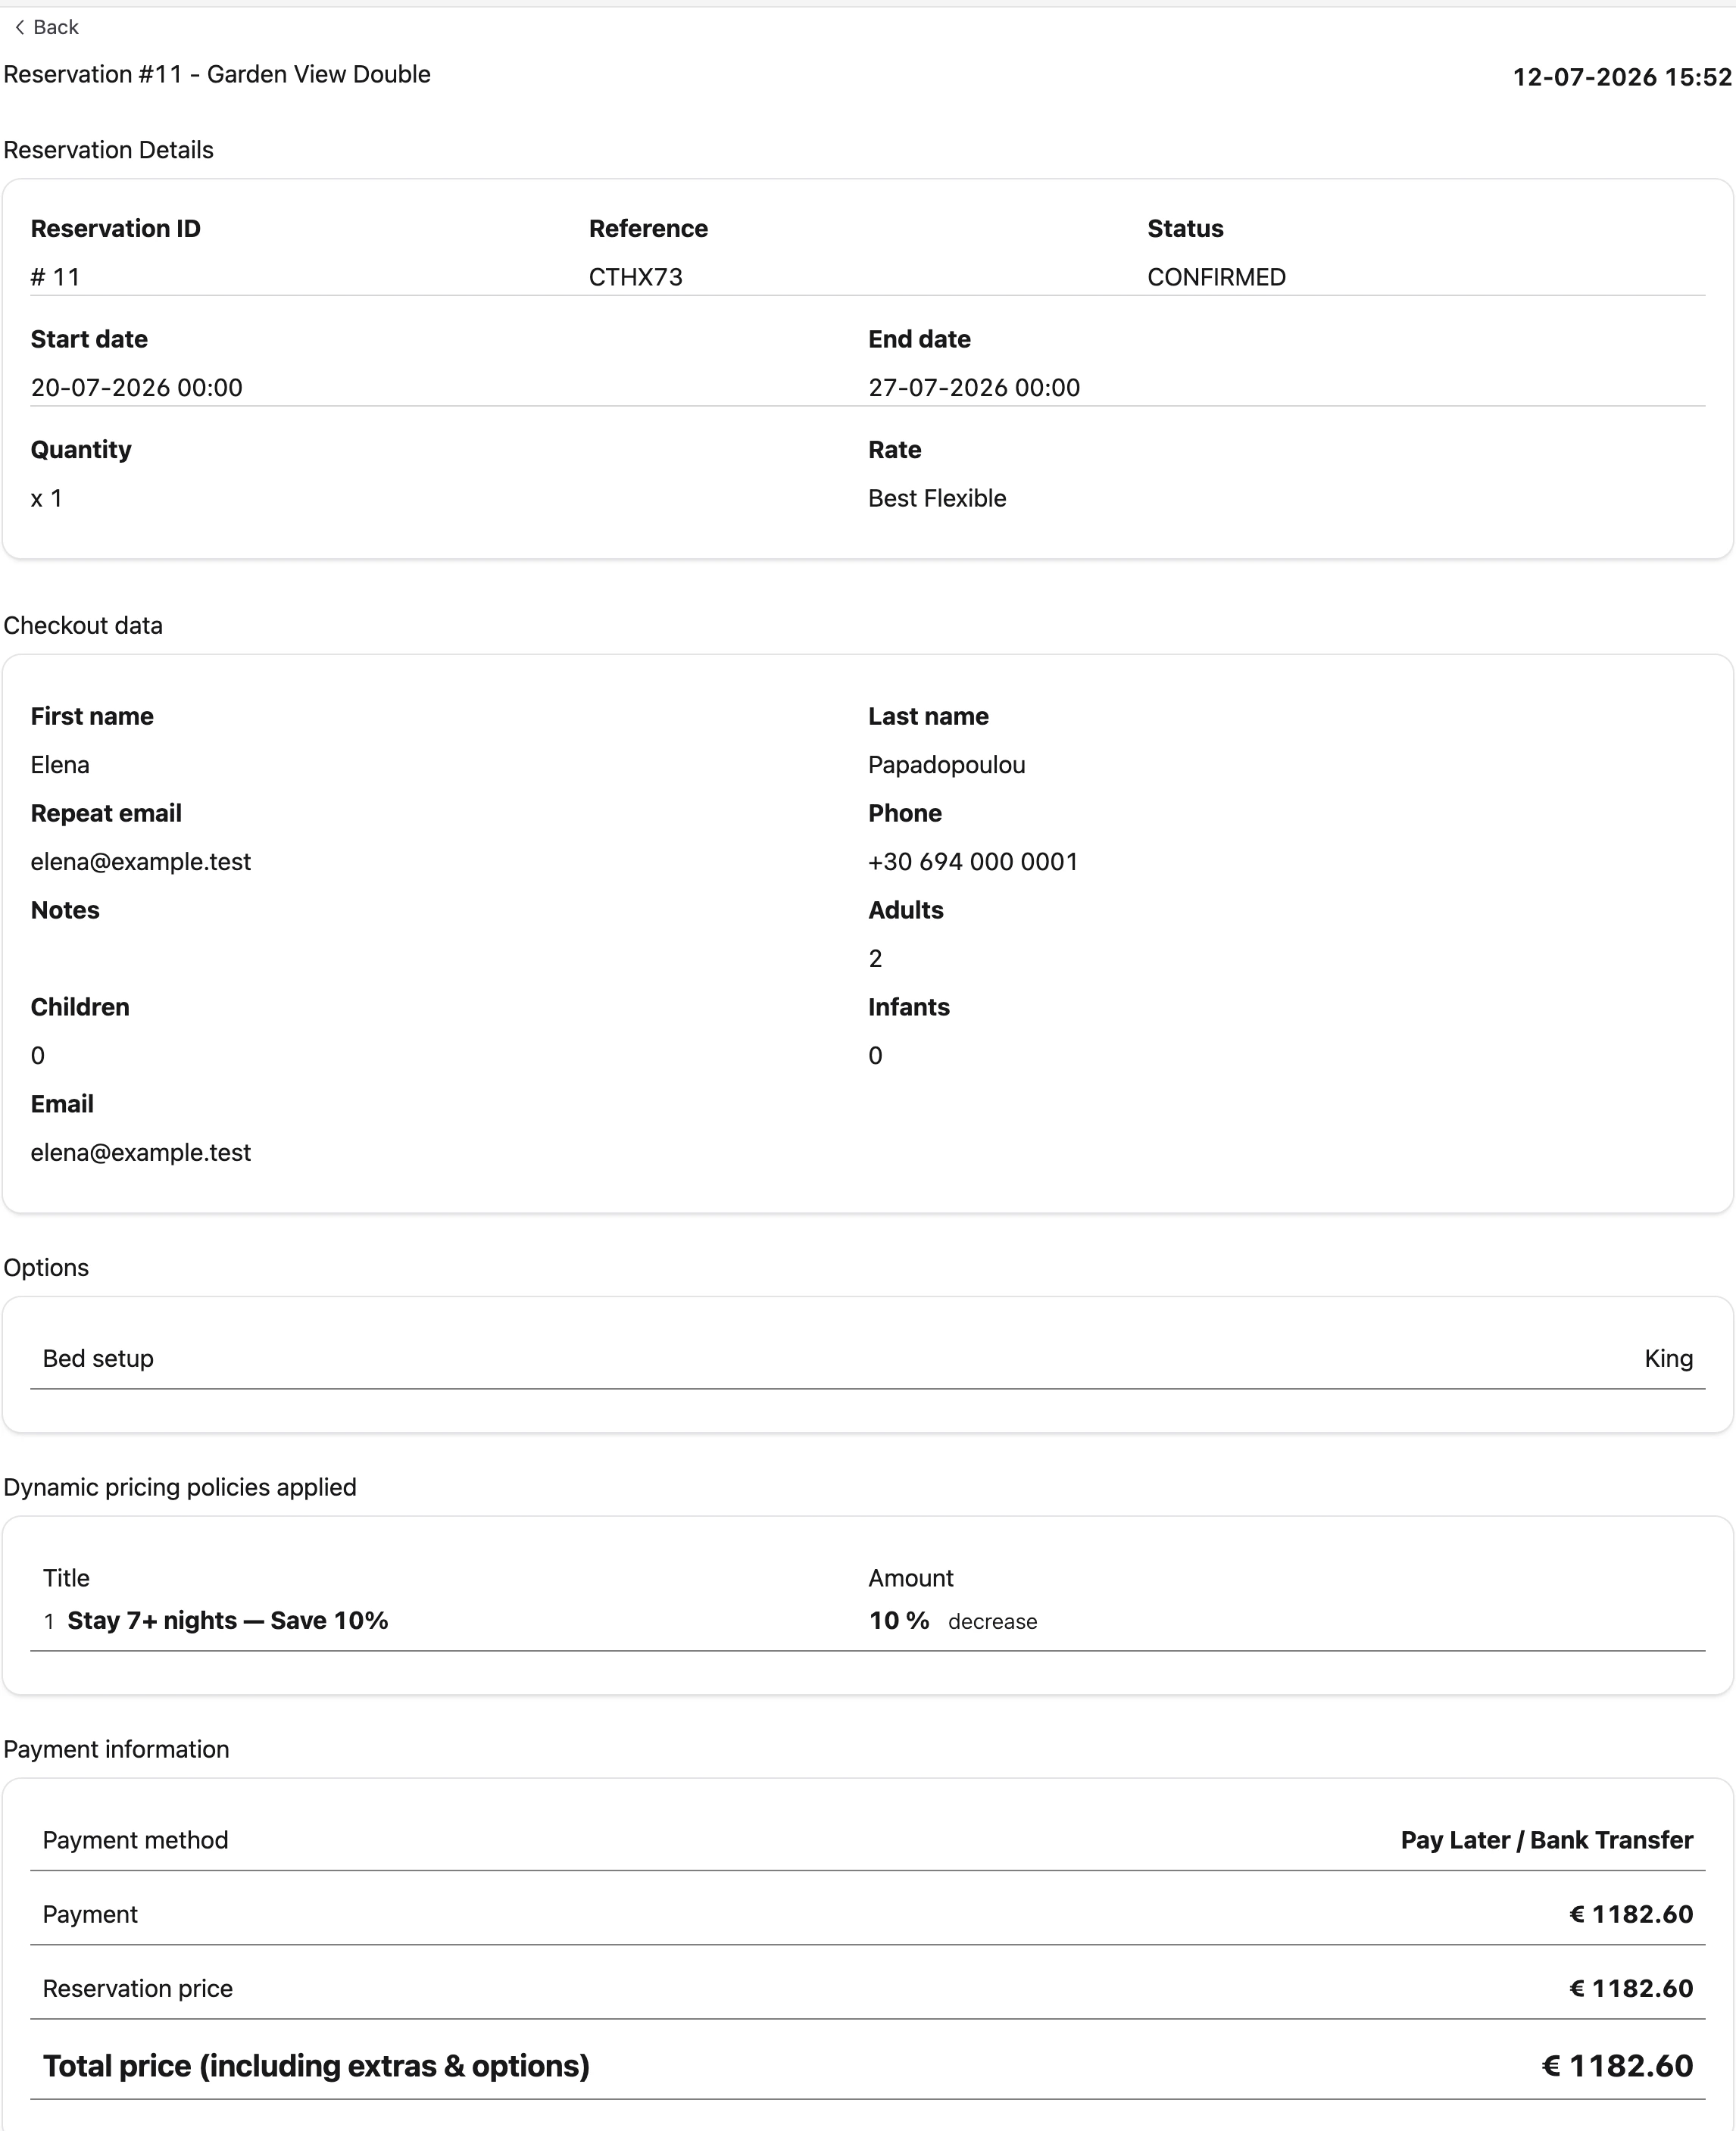 Back
Reservation #11 - Garden View Double
12-07-2026 15:52
Reservation Details
Reservation ID Reference Status
# 11 CTHX73 CONFIRMED
Start date End date
20-07-2026 00:00 27-07-2026 00:00
Quantity Rate
x 1 Best Flexible
Checkout data
First name Last name
Elena Papadopoulou
Repeat email Phone
elena@example.test +30 694 000 0001
Notes Adults
2
Children Infants
0 0
Email
elena@example.test
Options
Bed setup King
Dynamic pricing policies applied
Title Amount
1 Stay 7+ nights — Save 10% 10 % decrease
Payment information
Payment method Pay Later / Bank Transfer
Payment € 1182.60
Reservation price € 1182.60
Total price (including extras & options) € 1182.60